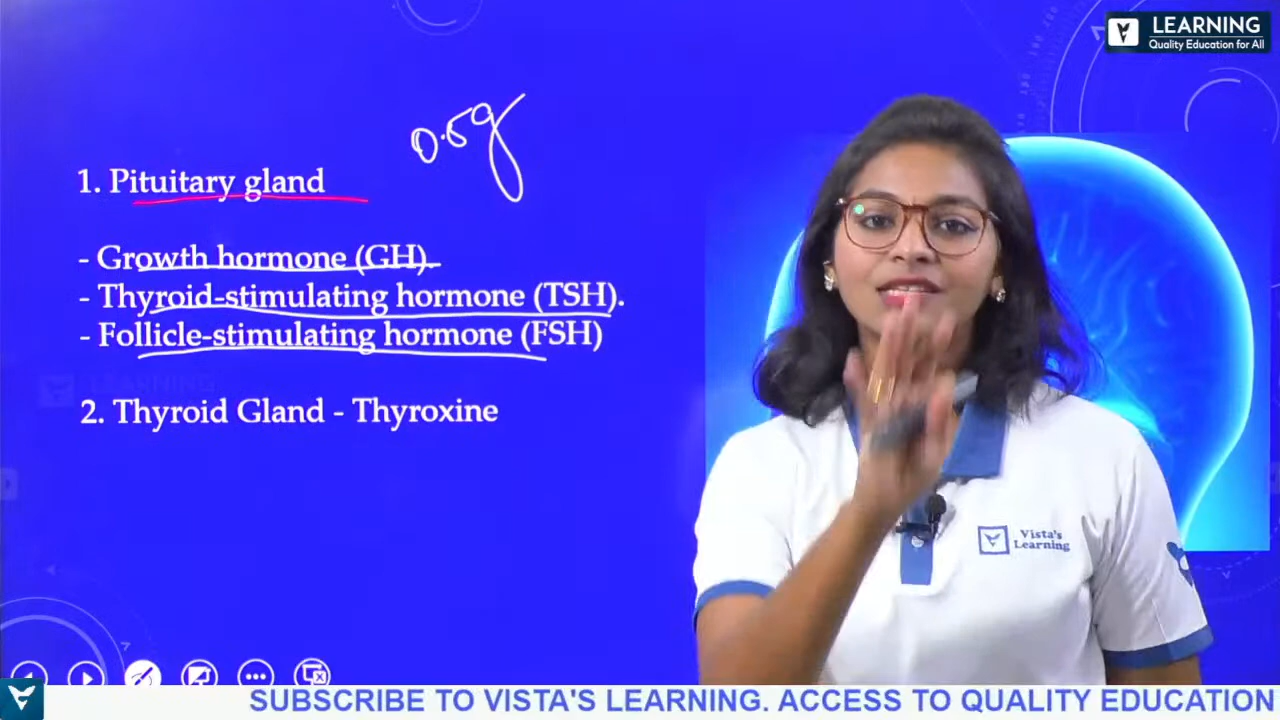 LEARNING
Quality Education for All
0.5g
1. Pituitary gland
- Growth hormone (GH)
- Thyroid-stimulating hormone (TSH).
- Follicle-stimulating hormone (FSH)
LEARNING
2. Thyroid Gland - Thyroxine
Vista's
Learning
SUBSCRIBE TO VISTA'S LEARNING. ACCESS TO QUALITY EDUCATION